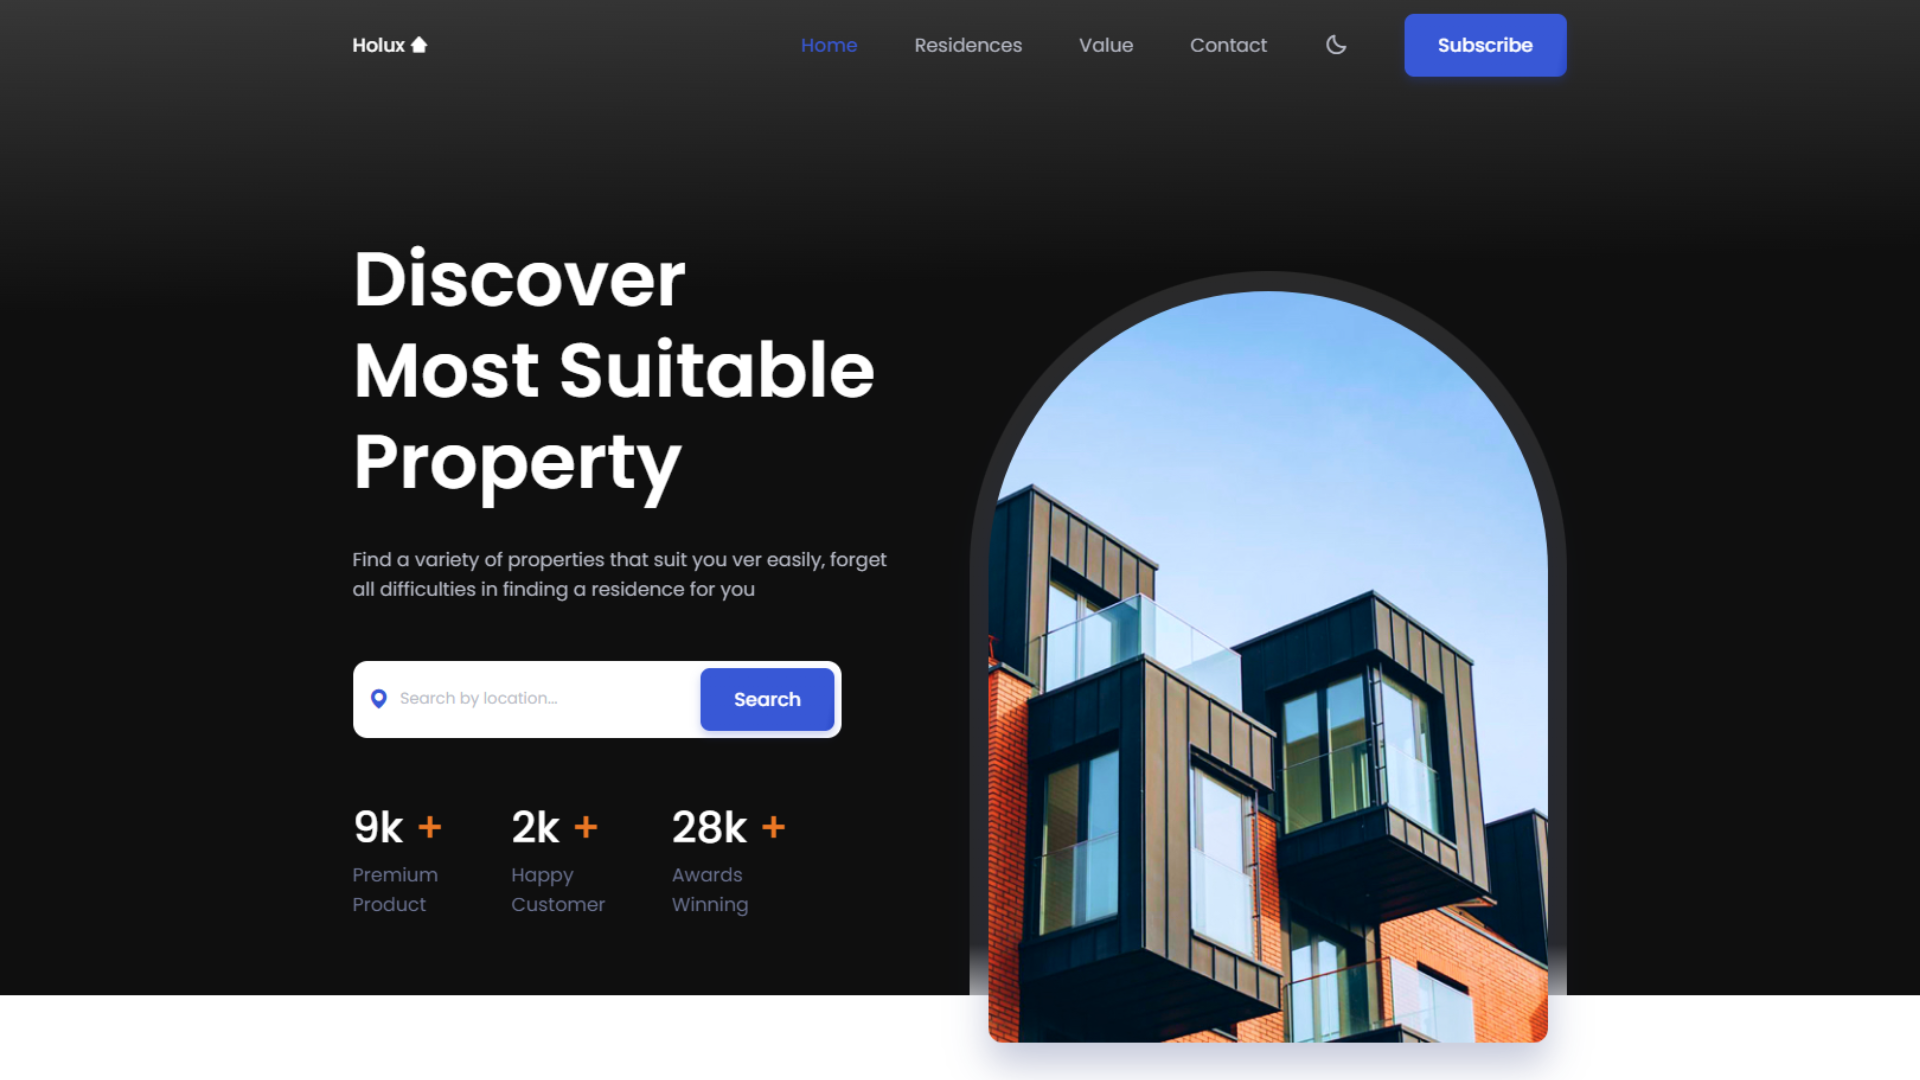 Holux
Home
Residences
Value
Contact
Subscribe
Discover
Most Suitable
Property
Find a variety of properties that suit you ver easily, forget
all difficulties in finding a residence for you
Search by location...
Search
9k +
Premium
Product
2k +
Happy
Customer
28k +
Awards
Winning